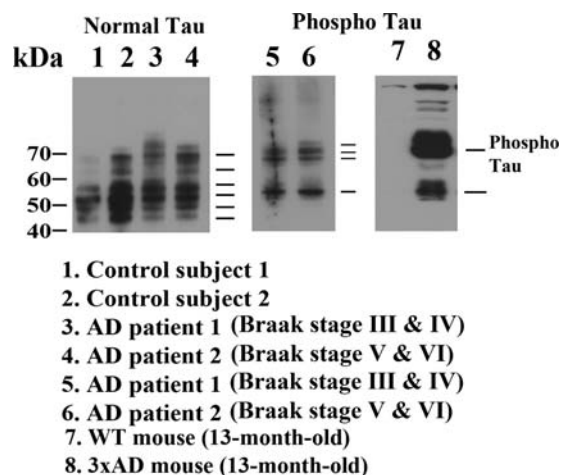 Normal Tau Phospho Tau
kDa 1 2 3 4 5 6 7 8
70
60
50
40
Phospho
Tau
1. Control subject 1
2. Control subject 2
3. AD patient 1 (Braak stage III & IV)
4. AD patient 2 (Braak stage V & VI)
5. AD patient 1 (Braak stage III & IV)
6. AD patient 2 (Braak stage V & VI)
7. WT mouse (13-month-old)
8. 3xAD mouse (13-month-old)